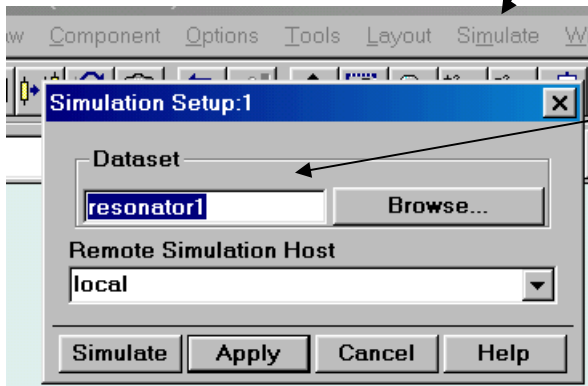 Component Options Tools Layout Simulate
Simulation Setup:1
Dataset
resonator1 Browse...
Remote Simulation Host
local
Simulate Apply Cancel Help